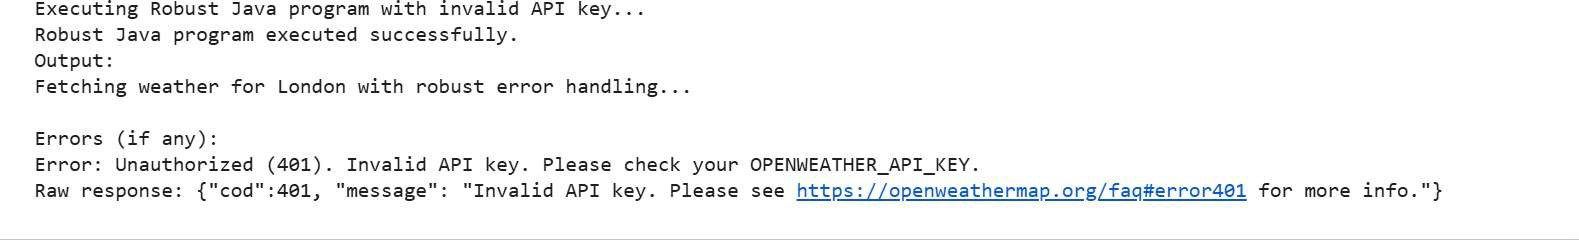 Executing Robust Java program with invalid API key...
Robust Java program executed successfully.
Output:
Fetching weather for London with robust error handling...
Errors (if any):
Error: Unauthorized (401). Invalid API key. Please check your OPENWEATHER_API_KEY.
Raw response: {"cod":401, "message": "Invalid API key. Please see https://openweathermap.org/faq#error401 for more info."}